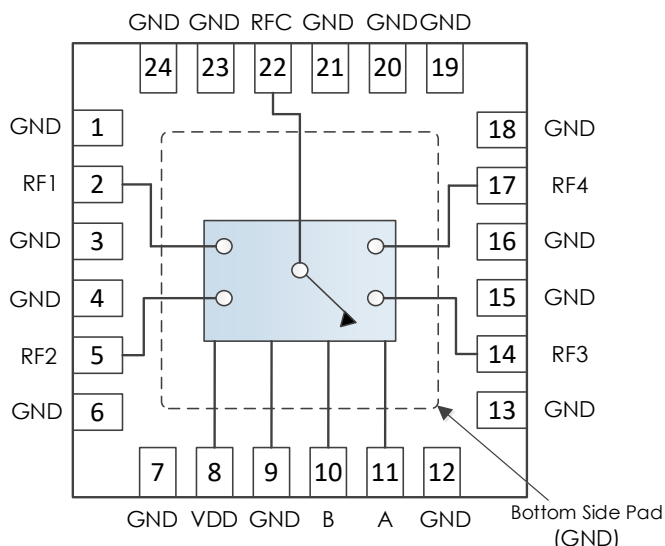 GND GND RFC GND GND GND
24 23 22 21 20 19
GND 1 18 GND
RF1 2 17 RF4
GND 3 16 GND
GND 4 15 GND
RF2 5 14 RF3
GND 6 13 GND
7 8 9 10 11 12
GND VDD GND B A GND
Bottom Side Pad
(GND)